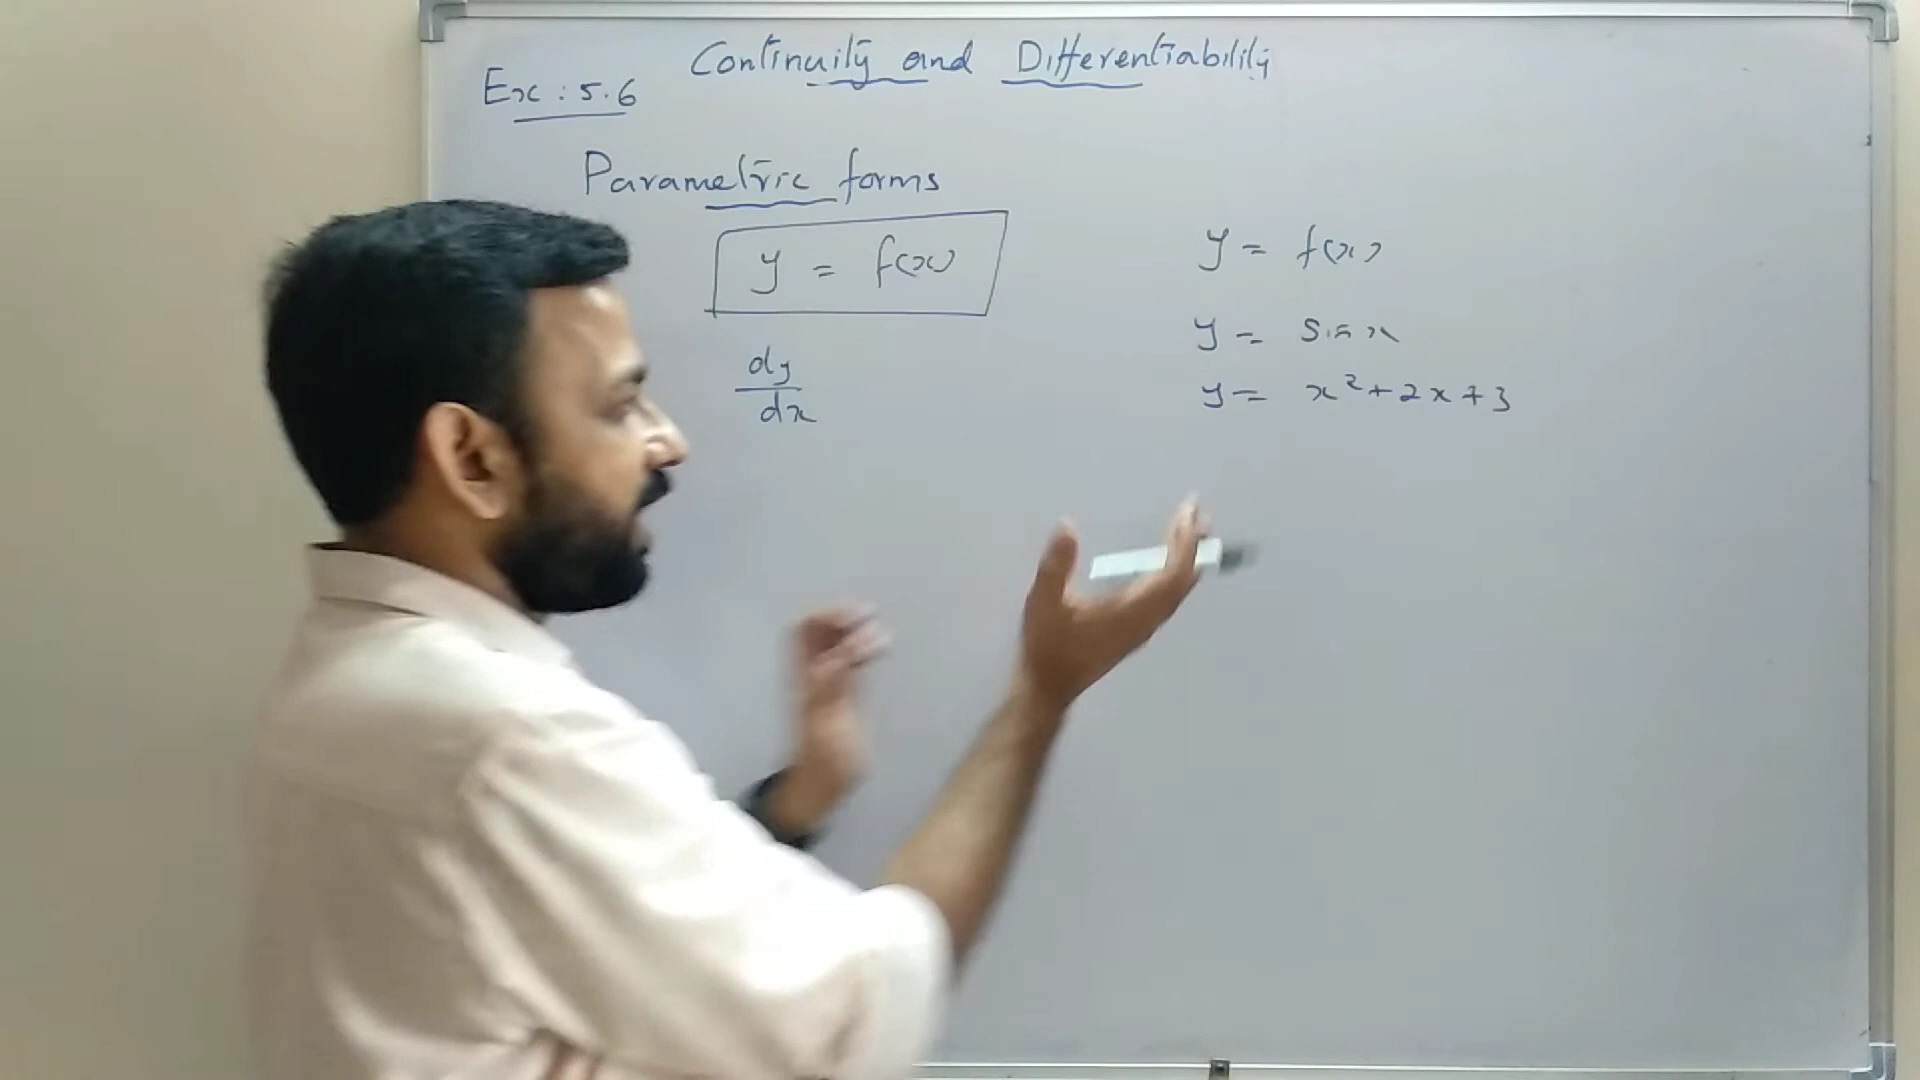 Continuity and Differentiability
Ex : 5.6
Parametric forms
y = f(x)
dy
dx
y = f(x)
y = sin x
y = x² + 2x + 3